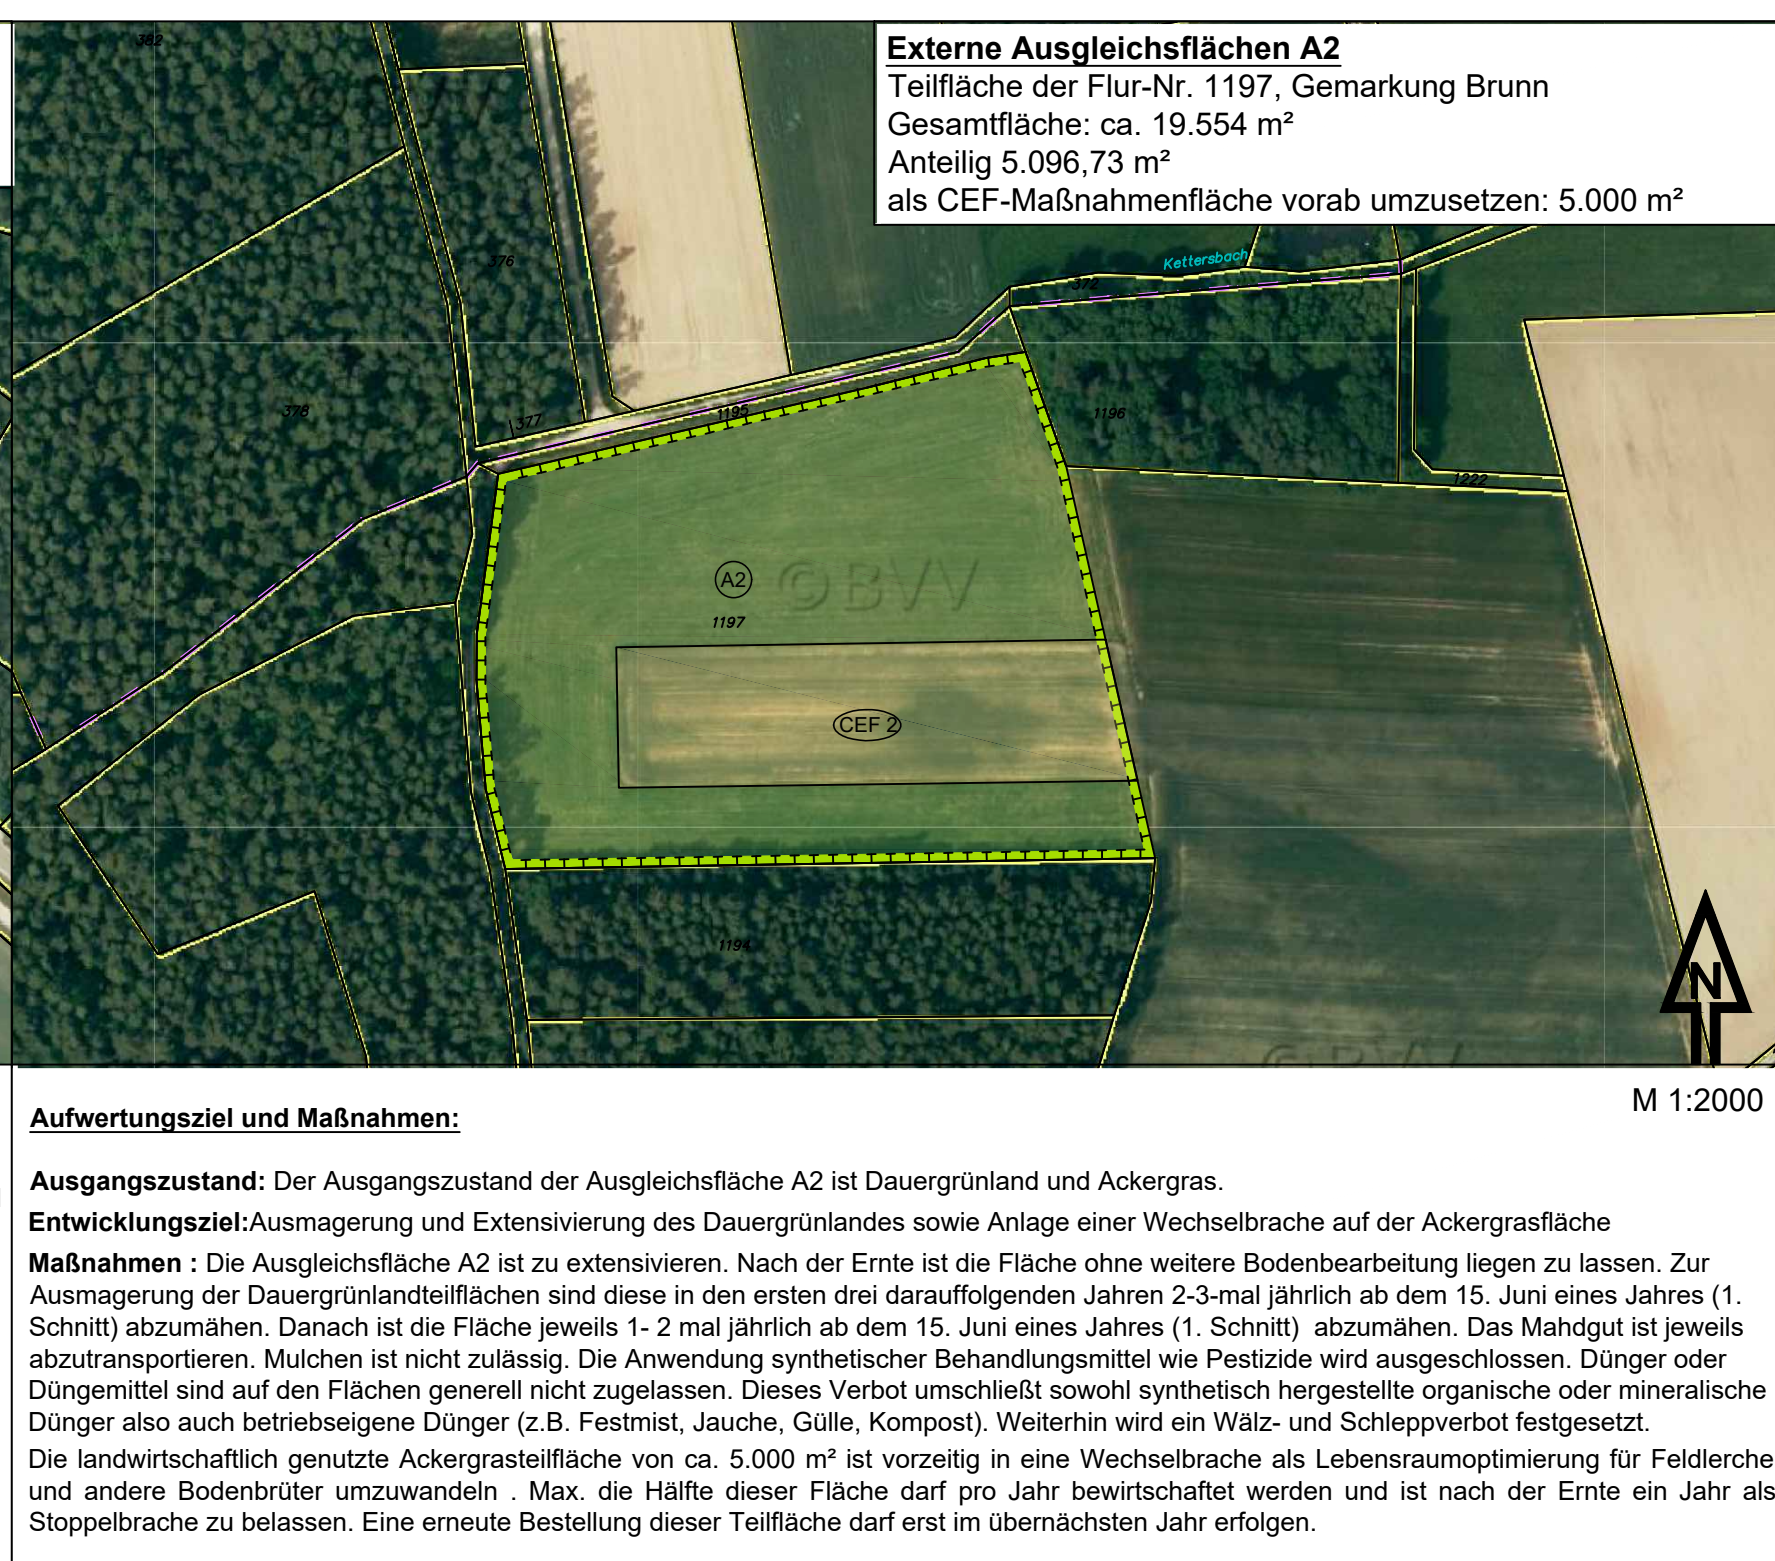 Externe Ausgleichsflächen A2
Teilfläche der Flur-Nr. 1197, Gemarkung Brunn
Gesamtfläche: ca. 19.554 m²
Anteilig 5.096,73 m²
als CEF-Maßnahmenfläche vorab umzusetzen: 5.000 m²
382
376
Kettersbach
372
378
377
1195
1196
1222
A2
©BVV
1197
CEF 2
1194
N
©BVV
M 1:2000
Aufwertungsziel und Maßnahmen:
Ausgangszustand: Der Ausgangszustand der Ausgleichsfläche A2 ist Dauergrünland und Ackergras.
Entwicklungsziel:Ausmagerung und Extensivierung des Dauergrünlandes sowie Anlage einer Wechselbrache auf der Ackergrasfläche
Maßnahmen : Die Ausgleichsfläche A2 ist zu extensivieren. Nach der Ernte ist die Fläche ohne weitere Bodenbearbeitung liegen zu lassen. Zur
Ausmagerung der Dauergrünlandteilflächen sind diese in den ersten drei darauffolgenden Jahren 2-3-mal jährlich ab dem 15. Juni eines Jahres (1.
Schnitt) abzumähen. Danach ist die Fläche jeweils 1- 2 mal jährlich ab dem 15. Juni eines Jahres (1. Schnitt) abzumähen. Das Mahdgut ist jeweils
abzutransportieren. Mulchen ist nicht zulässig. Die Anwendung synthetischer Behandlungsmittel wie Pestizide wird ausgeschlossen. Dünger oder
Düngemittel sind auf den Flächen generell nicht zugelassen. Dieses Verbot umschließt sowohl synthetisch hergestellte organische oder mineralische
Dünger also auch betriebseigene Dünger (z.B. Festmist, Jauche, Gülle, Kompost). Weiterhin wird ein Wälz- und Schleppverbot festgesetzt.
Die landwirtschaftlich genutzte Ackergrasteilfläche von ca. 5.000 m² ist vorzeitig in eine Wechselbrache als Lebensraumoptimierung für Feldlerche
und andere Bodenbrüter umzuwandeln . Max. die Hälfte dieser Fläche darf pro Jahr bewirtschaftet werden und ist nach der Ernte ein Jahr als
Stoppelbrache zu belassen. Eine erneute Bestellung dieser Teilfläche darf erst im übernächsten Jahr erfolgen.